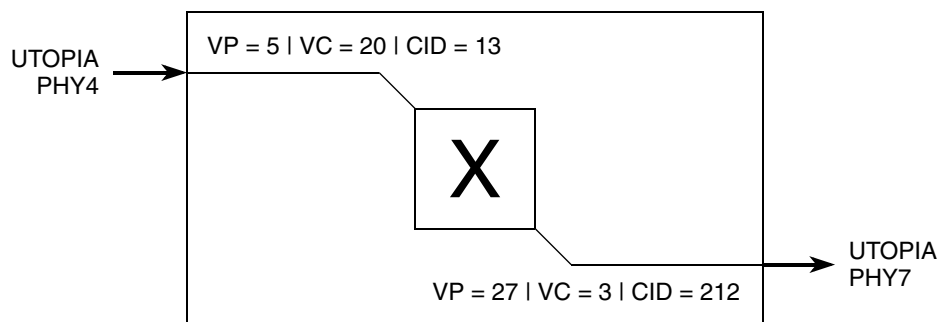 VP = 5 | VC = 20 | CID = 13
UTOPIA
PHY4
X
UTOPIA
PHY7
VP = 27 | VC = 3 | CID = 212